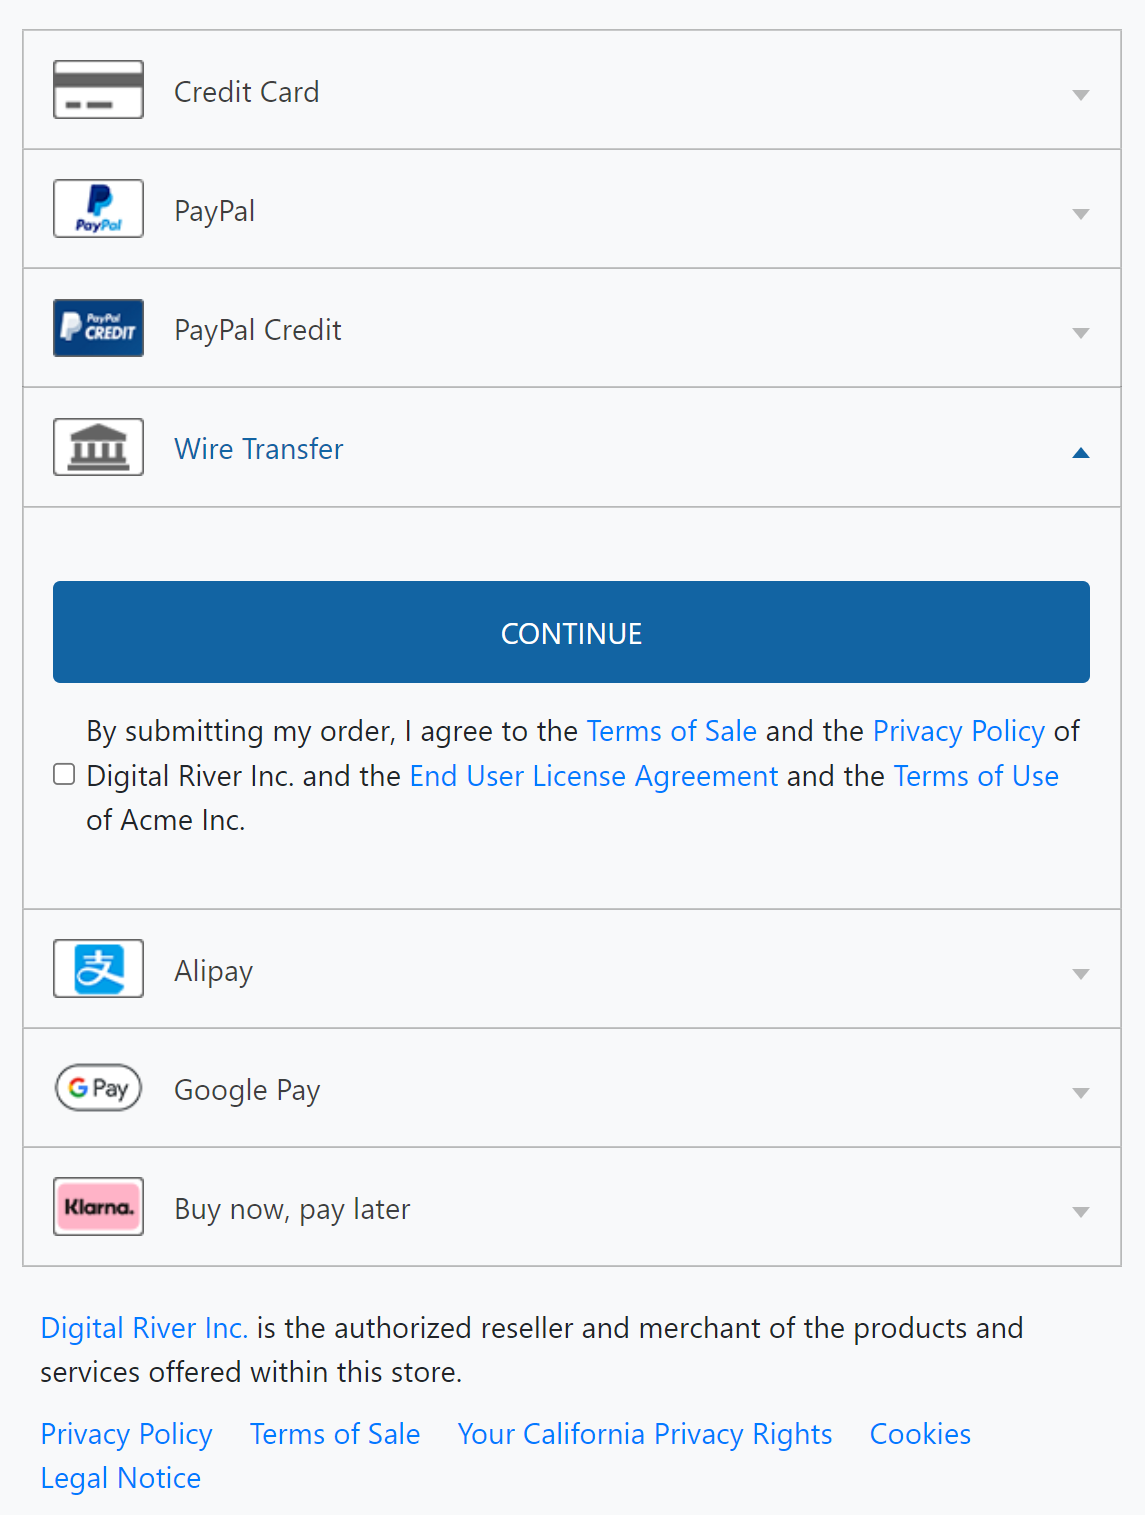 Credit Card
PayPal
PayPal
PayPal
CREDIT
PayPal Credit
Wire Transfer
CONTINUE
By submitting my order, I agree to the Terms of Sale and the Privacy Policy of
Digital River Inc. and the End User License Agreement and the Terms of Use
of Acme Inc.
支
Alipay
G Pay
Google Pay
Klarna.
Buy now, pay later
Digital River Inc. is the authorized reseller and merchant of the products and
services offered within this store.
Privacy Policy Terms of Sale Your California Privacy Rights Cookies
Legal Notice